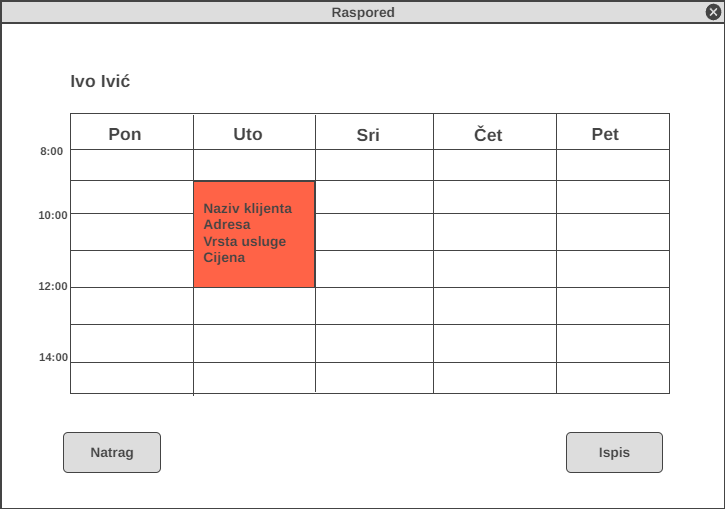 Raspored
Ivo Ivić
Pon Uto Sri Čet Pet
8:00
10:00
Naziv klijenta
Adresa
Vrsta usluge
Cijena
12:00
14:00
Natrag Ispis